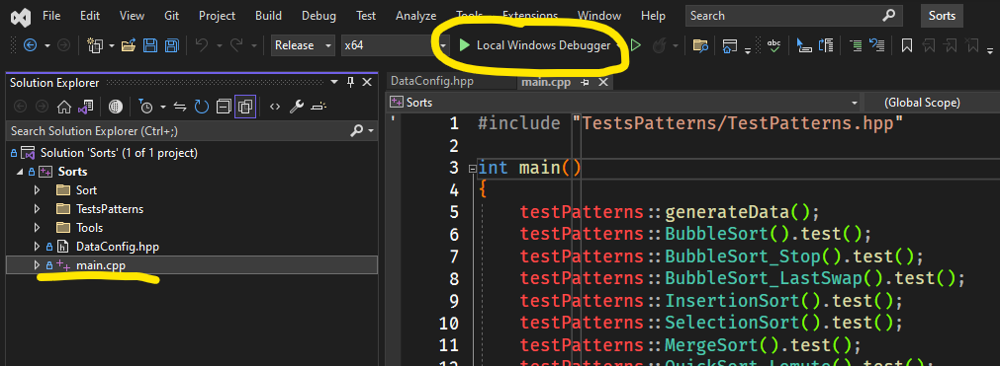 File Edit View Git Project Build Debug Test Analyze Tools Extensions Window Help Search Sorts
Release x64 Local Windows Debugger abc
Solution Explorer
Search Solution Explorer (Ctrl+;)
Solution 'Sorts' (1 of 1 project)
Sorts
Sort
TestsPatterns
Tools
DataConfig.hpp
main.cpp
DataConfig.hpp main.cpp
Sorts (Global Scope)
1 #include "TestsPatterns/TestPatterns.hpp"
2
3 int main()
4 {
5 testPatterns::generateData();
6 testPatterns::BubbleSort().test();
7 testPatterns::BubbleSort_Stop().test();
8 testPatterns::BubbleSort_LastSwap().test();
9 testPatterns::InsertionSort().test();
10 testPatterns::SelectionSort().test();
11 testPatterns::MergeSort().test();
12 testPatterns::QuickSort_Lomuto().test();